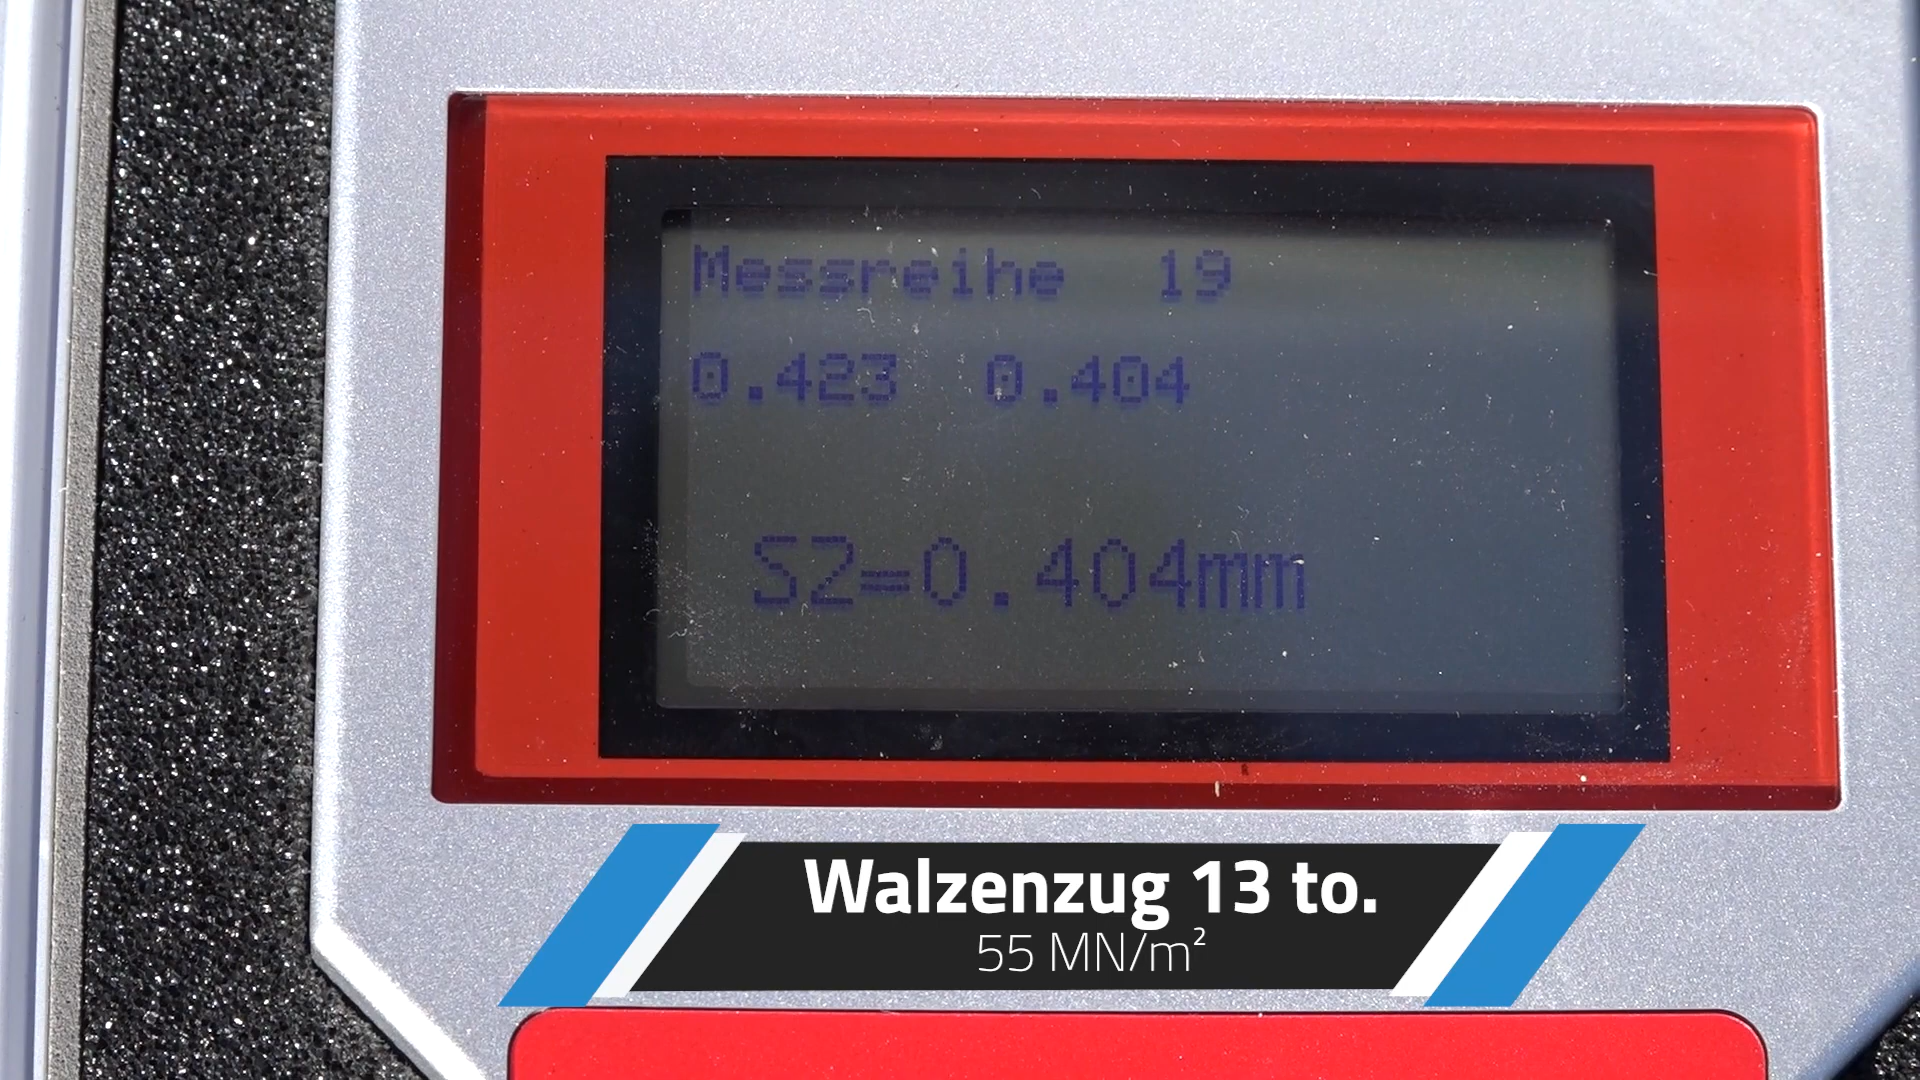 Messreihe 19
0.423 0.404
S2=0.404mm
Walzenzug 13 to.
55 MN/m²